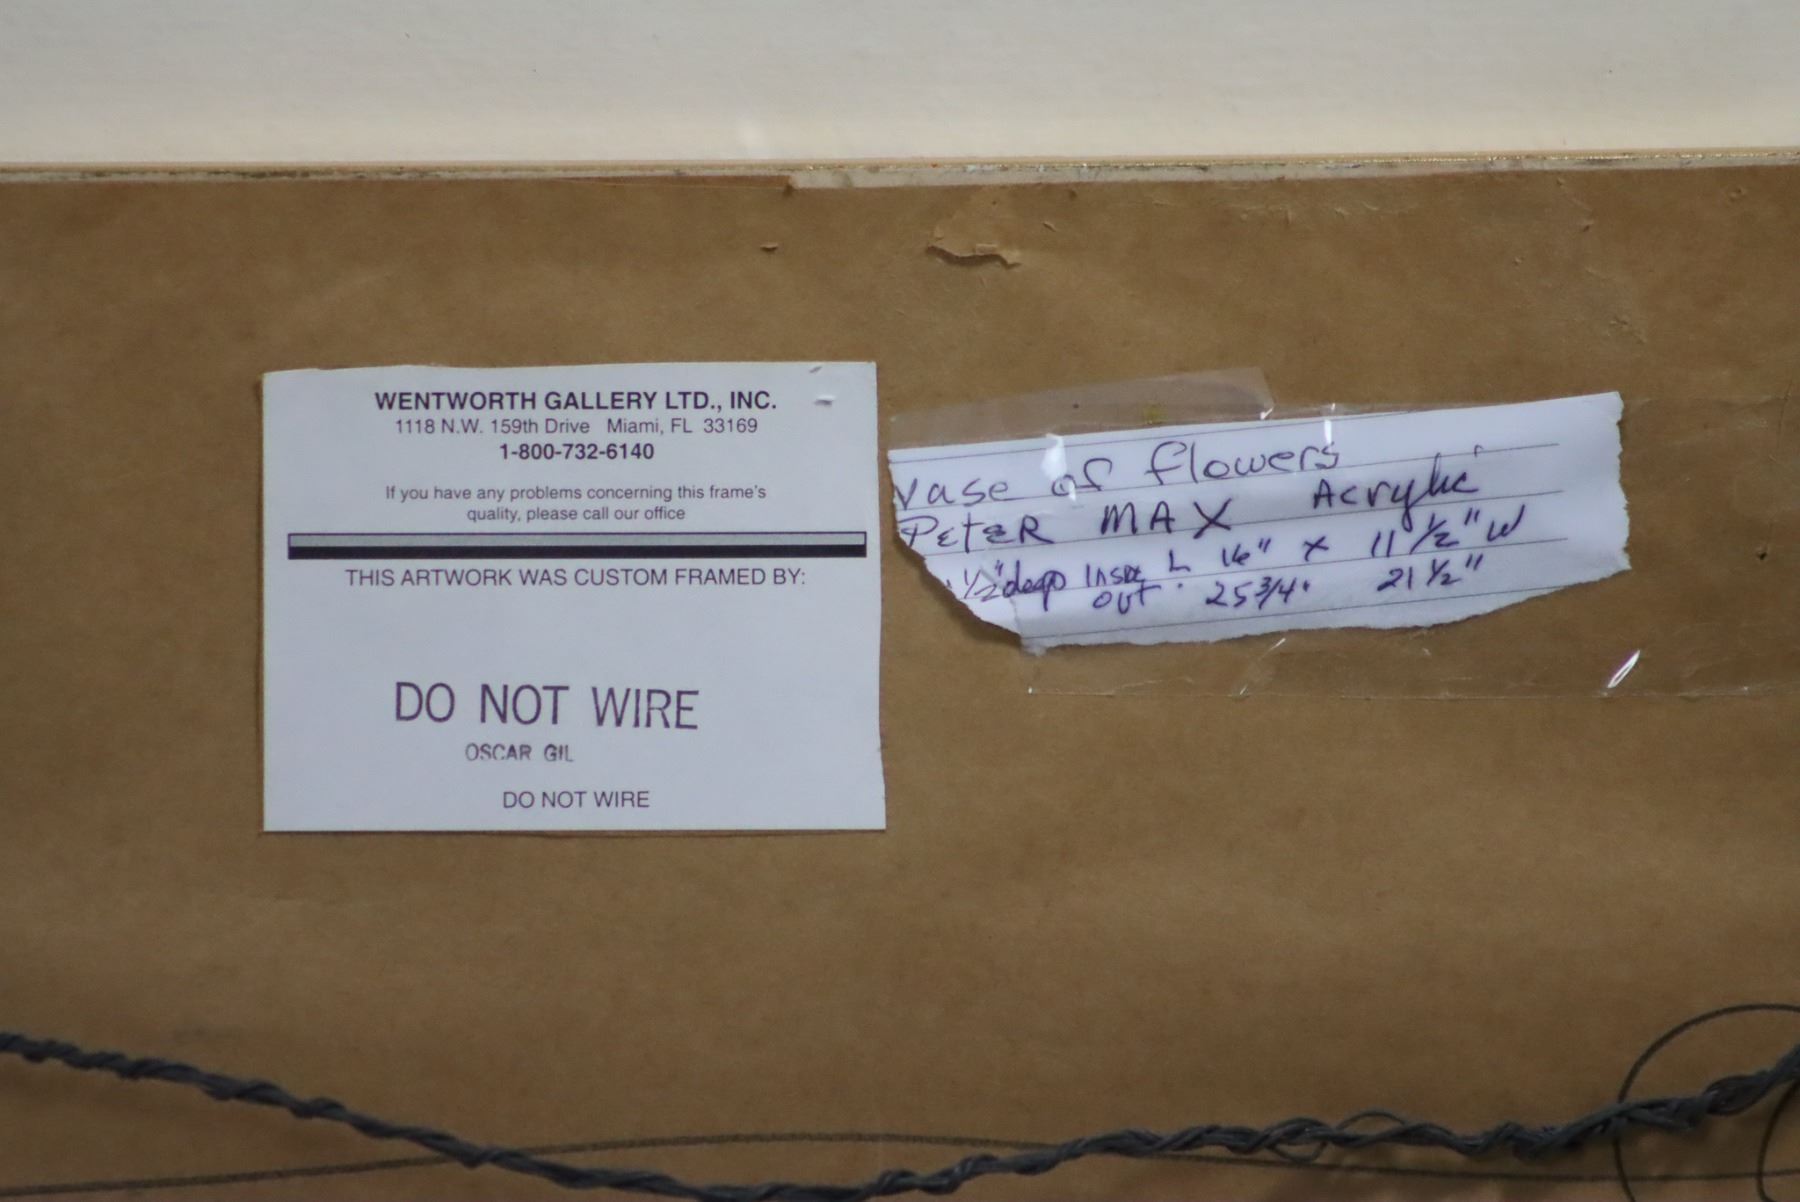 WENTWORTH GALLERY LTD., INC.
1118 N.W. 159th Drive Miami, FL 33169
1-800-732-6140
If you have any problems concerning this frame's
quality, please call our office
THIS ARTWORK WAS CUSTOM FRAMED BY:
DO NOT WIRE
OSCAR GIL
DO NOT WIRE
Vase of flowers
PETER MAX Acrylic
1/2" deep Inside L 16" x 11 1/2" W
out. 25 3/4" 21 1/2"